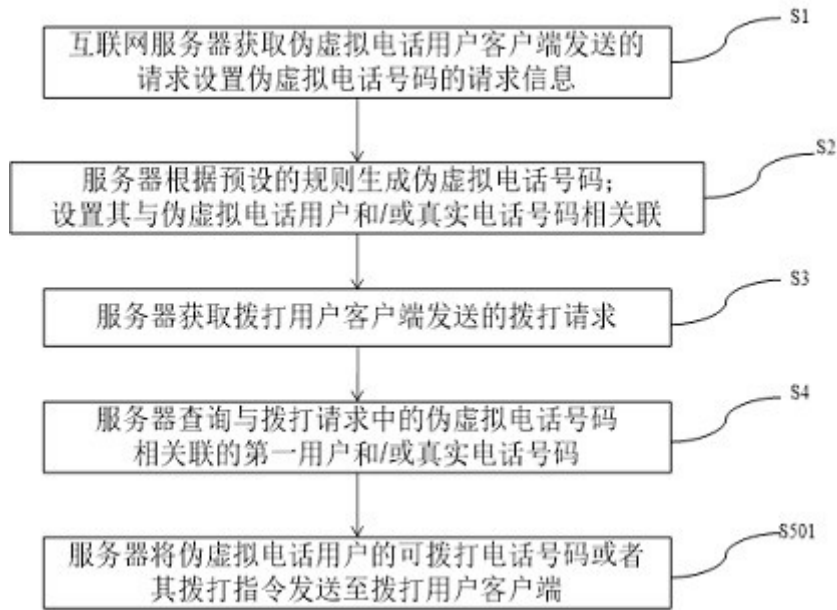 互联网服务器获取伪虚拟电话用户客户端发送的
请求设置伪虚拟电话号码的请求信息
S1
服务器根据预设的规则生成伪虚拟电话号码；
设置其与伪虚拟电话用户和/或真实电话号码相关联
S2
服务器获取拨打用户客户端发送的拨打请求
S3
服务器查询与拨打请求中的伪虚拟电话号码
相关联的第一用户和/或真实电话号码
S4
服务器将伪虚拟电话用户的可拨打电话号码或者
其拨打指令发送至拨打用户客户端
S501